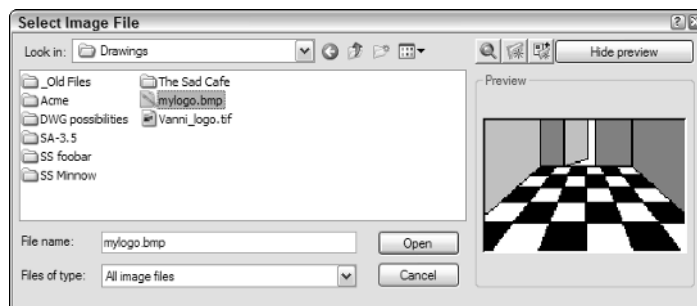 Select Image File
Look in: Drawings
Hide preview
_Old Files
Acme
DWG possibilities
SA-3.5
SS foobar
SS Minnow
The Sad Cafe
mylogo.bmp
Vanni_logo.tif
Preview
File name: mylogo.bmp
Open
Files of type: All image files
Cancel